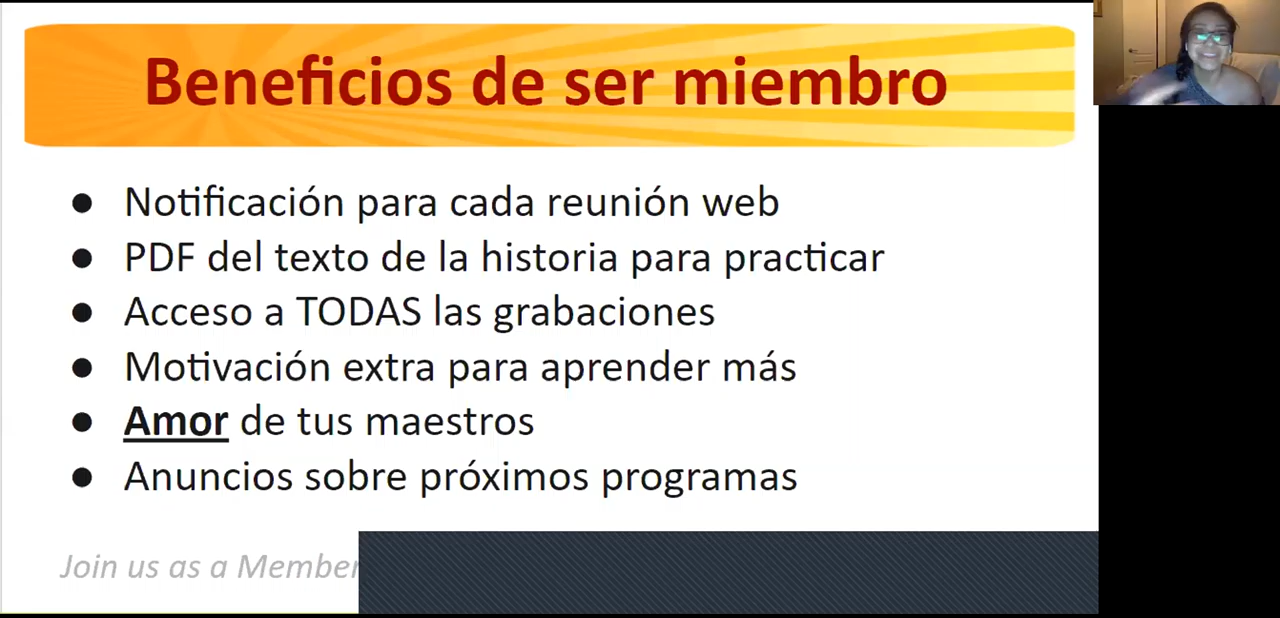 Beneficios de ser miembro
● Notificación para cada reunión web
● PDF del texto de la historia para practicar
● Acceso a TODAS las grabaciones
● Motivación extra para aprender más
● Amor de tus maestros
● Anuncios sobre próximos programas
Join us as a Member